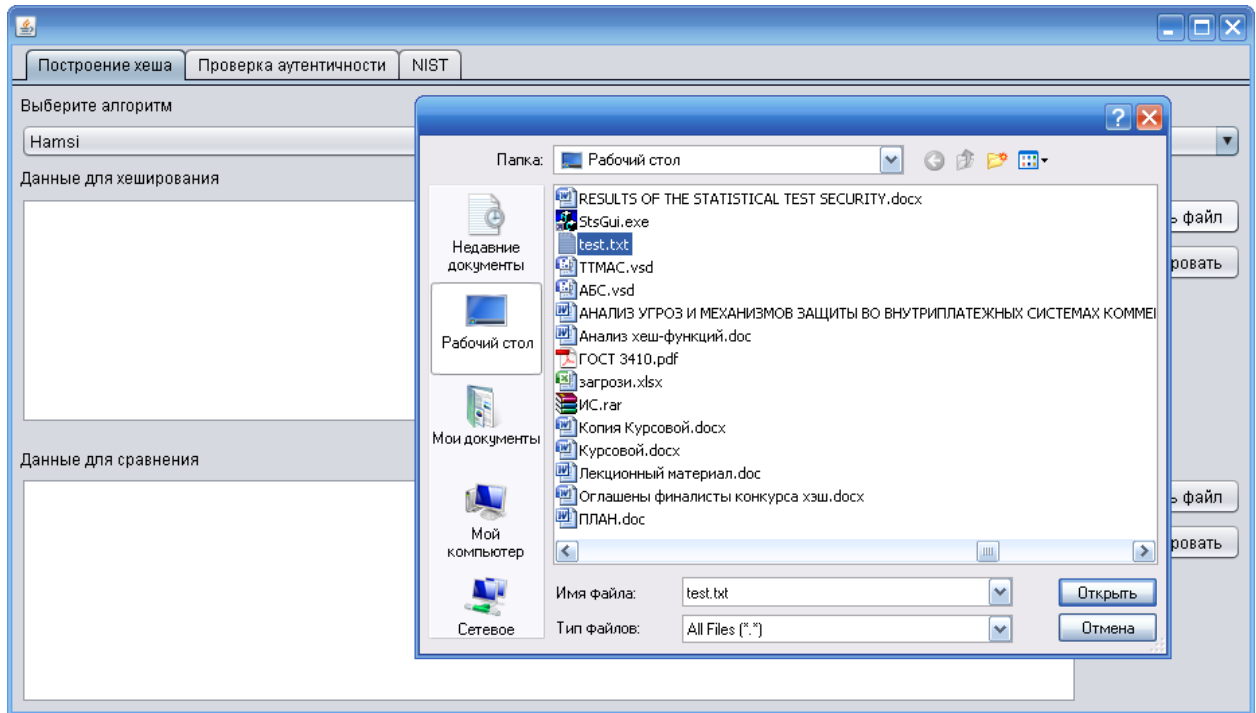 Построение хеша
Проверка аутентичности
NIST
Выберите алгоритм
Hamsi
Данные для хеширования
ь файл
ровать
Данные для сравнения
ь файл
ровать
Папка:
Рабочий стол
Недавние
документы
Рабочий стол
Мои документы
Мой
компьютер
Сетевое
RESULTS OF THE STATISTICAL TEST SECURITY.docx
StsGui.exe
test.txt
TTMAC.vsd
АБС.vsd
АНАЛИЗ УГРОЗ И МЕХАНИЗМОВ ЗАЩИТЫ ВО ВНУТРИПЛАТЕЖНЫХ СИСТЕМАХ КОММЕ
Анализ хеш-функций.doc
ГОСТ 3410.pdf
загрози.xlsx
ИС.rar
Копия Курсовой.docx
Курсовой.docx
Лекционный материал.doc
Оглашены финалисты конкурса хэш.docx
ПЛАН.doc
Имя файла:
test.txt
Открыть
Тип файлов:
All Files (*.*)
Отмена